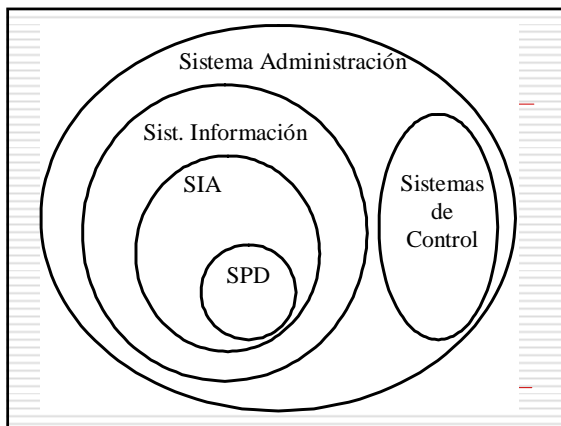 Sistema Administración
Sist. Información
SIA
SPD
Sistemas
de
Control